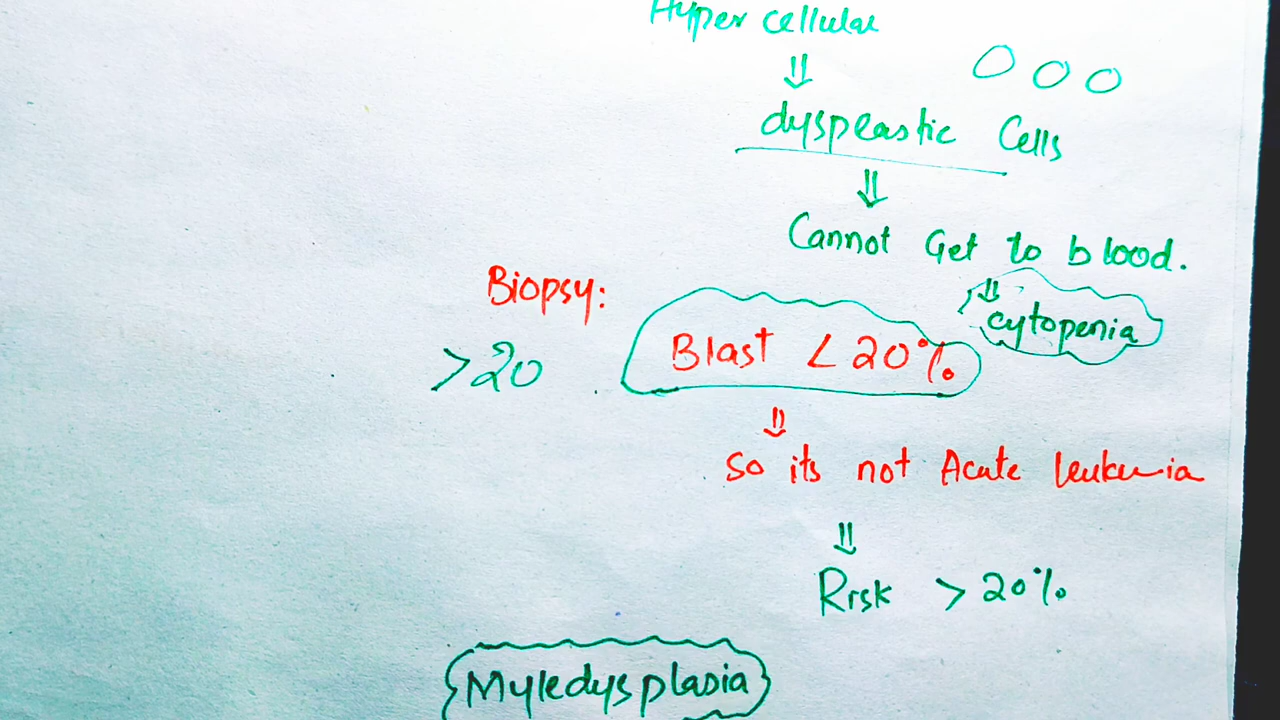 Hyper cellular
⇓
dysplastic Cells
⇓
Cannot Get to blood.
⇓
cytopenia
Biopsy:
>20
Blast < 20%
⇓
So its not Acute leukemia
⇓
Risk > 20%
Myledysplasia